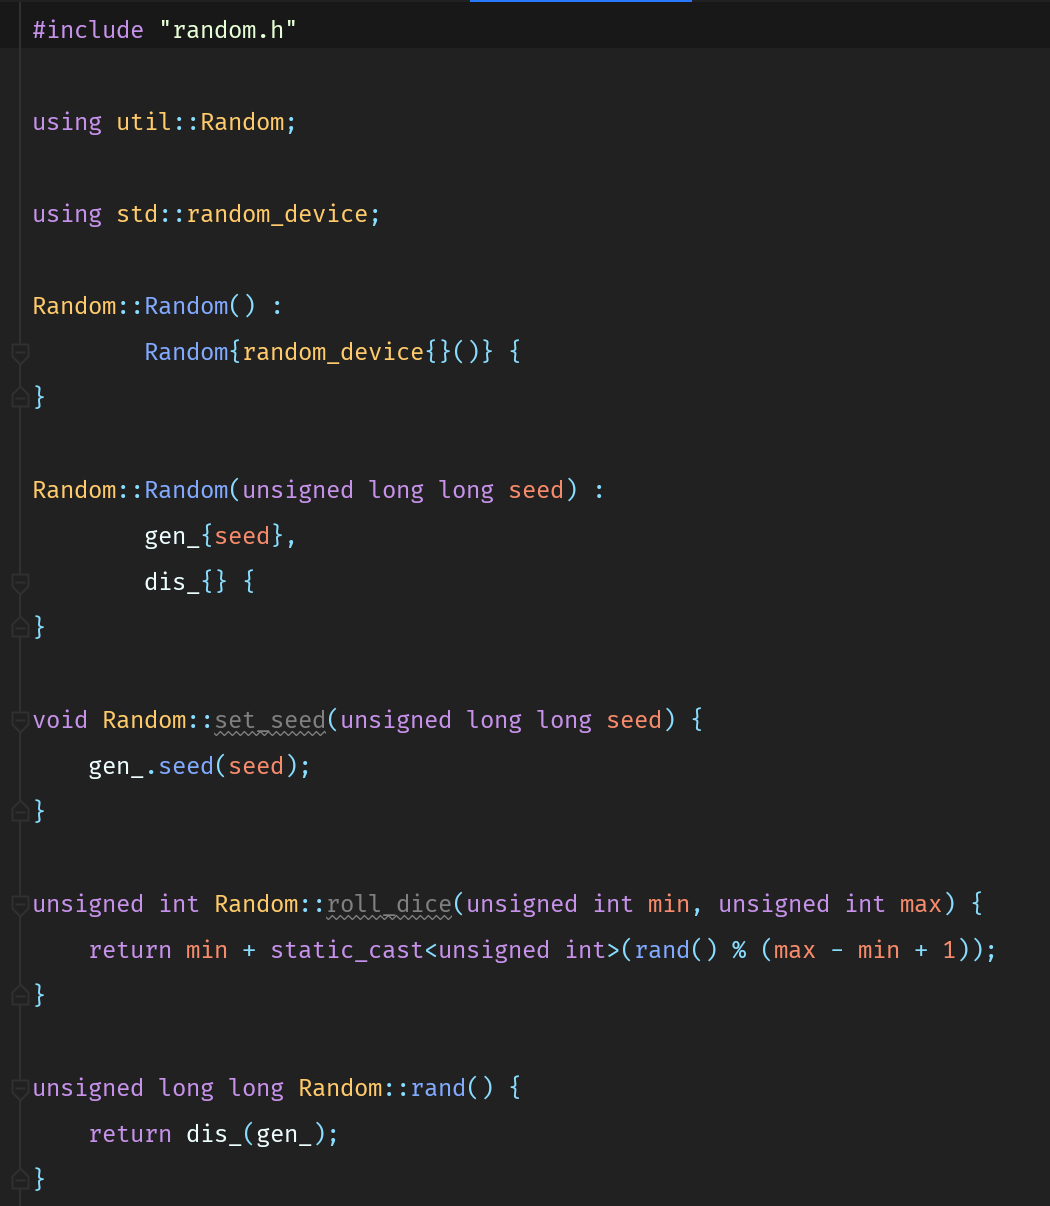 #include "random.h"
using util::Random;
using std::random_device;
Random::Random() :
        Random{random_device{}()} {
}
Random::Random(unsigned long long seed) :
        gen_{seed},
        dis_{} {
}
void Random::set_seed(unsigned long long seed) {
    gen_.seed(seed);
}
unsigned int Random::roll_dice(unsigned int min, unsigned int max) {
    return min + static_cast<unsigned int>(rand() % (max - min + 1));
}
unsigned long long Random::rand() {
    return dis_(gen_);
}